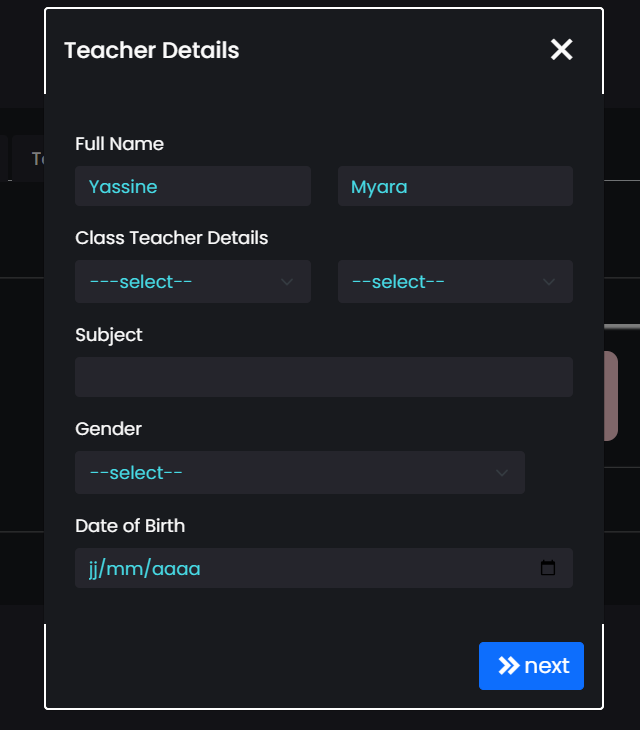 Teacher Details
Full Name
Yassine Myara
Class Teacher Details
---select-- --select--
Subject
Gender
--select--
Date of Birth
jj/mm/aaaa
next